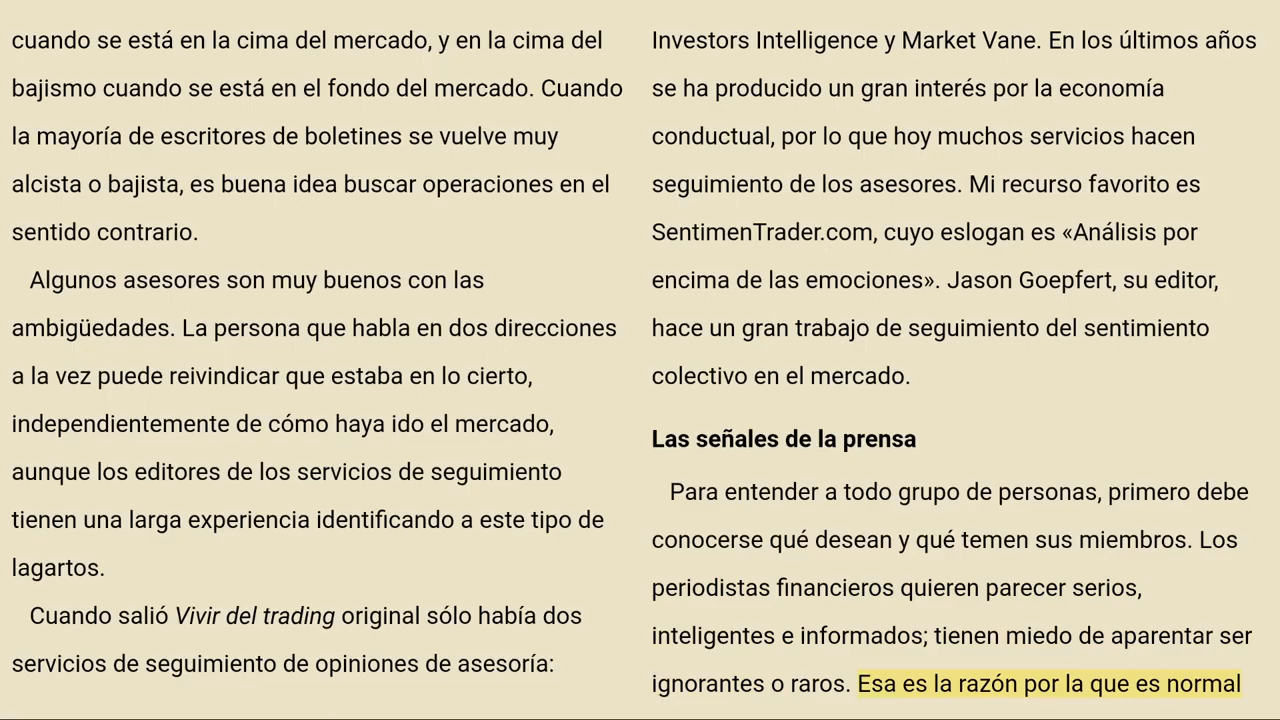 cuando se está en la cima del mercado, y en la cima del
bajismo cuando se está en el fondo del mercado. Cuando
la mayoría de escritores de boletines se vuelve muy
alcista o bajista, es buena idea buscar operaciones en el
sentido contrario.
Algunos asesores son muy buenos con las
ambigüedades. La persona que habla en dos direcciones
a la vez puede reivindicar que estaba en lo cierto,
independientemente de cómo haya ido el mercado,
aunque los editores de los servicios de seguimiento
tienen una larga experiencia identificando a este tipo de
lagartos.
Cuando salió Vivir del trading original sólo había dos
servicios de seguimiento de opiniones de asesoría:
Investors Intelligence y Market Vane. En los últimos años
se ha producido un gran interés por la economía
conductual, por lo que hoy muchos servicios hacen
seguimiento de los asesores. Mi recurso favorito es
SentimenTrader.com, cuyo eslogan es «Análisis por
encima de las emociones». Jason Goepfert, su editor,
hace un gran trabajo de seguimiento del sentimiento
colectivo en el mercado.
Las señales de la prensa
Para entender a todo grupo de personas, primero debe
conocerse qué desean y qué temen sus miembros. Los
periodistas financieros quieren parecer serios,
inteligentes e informados; tienen miedo de aparentar ser
ignorantes o raros. Esa es la razón por la que es normal